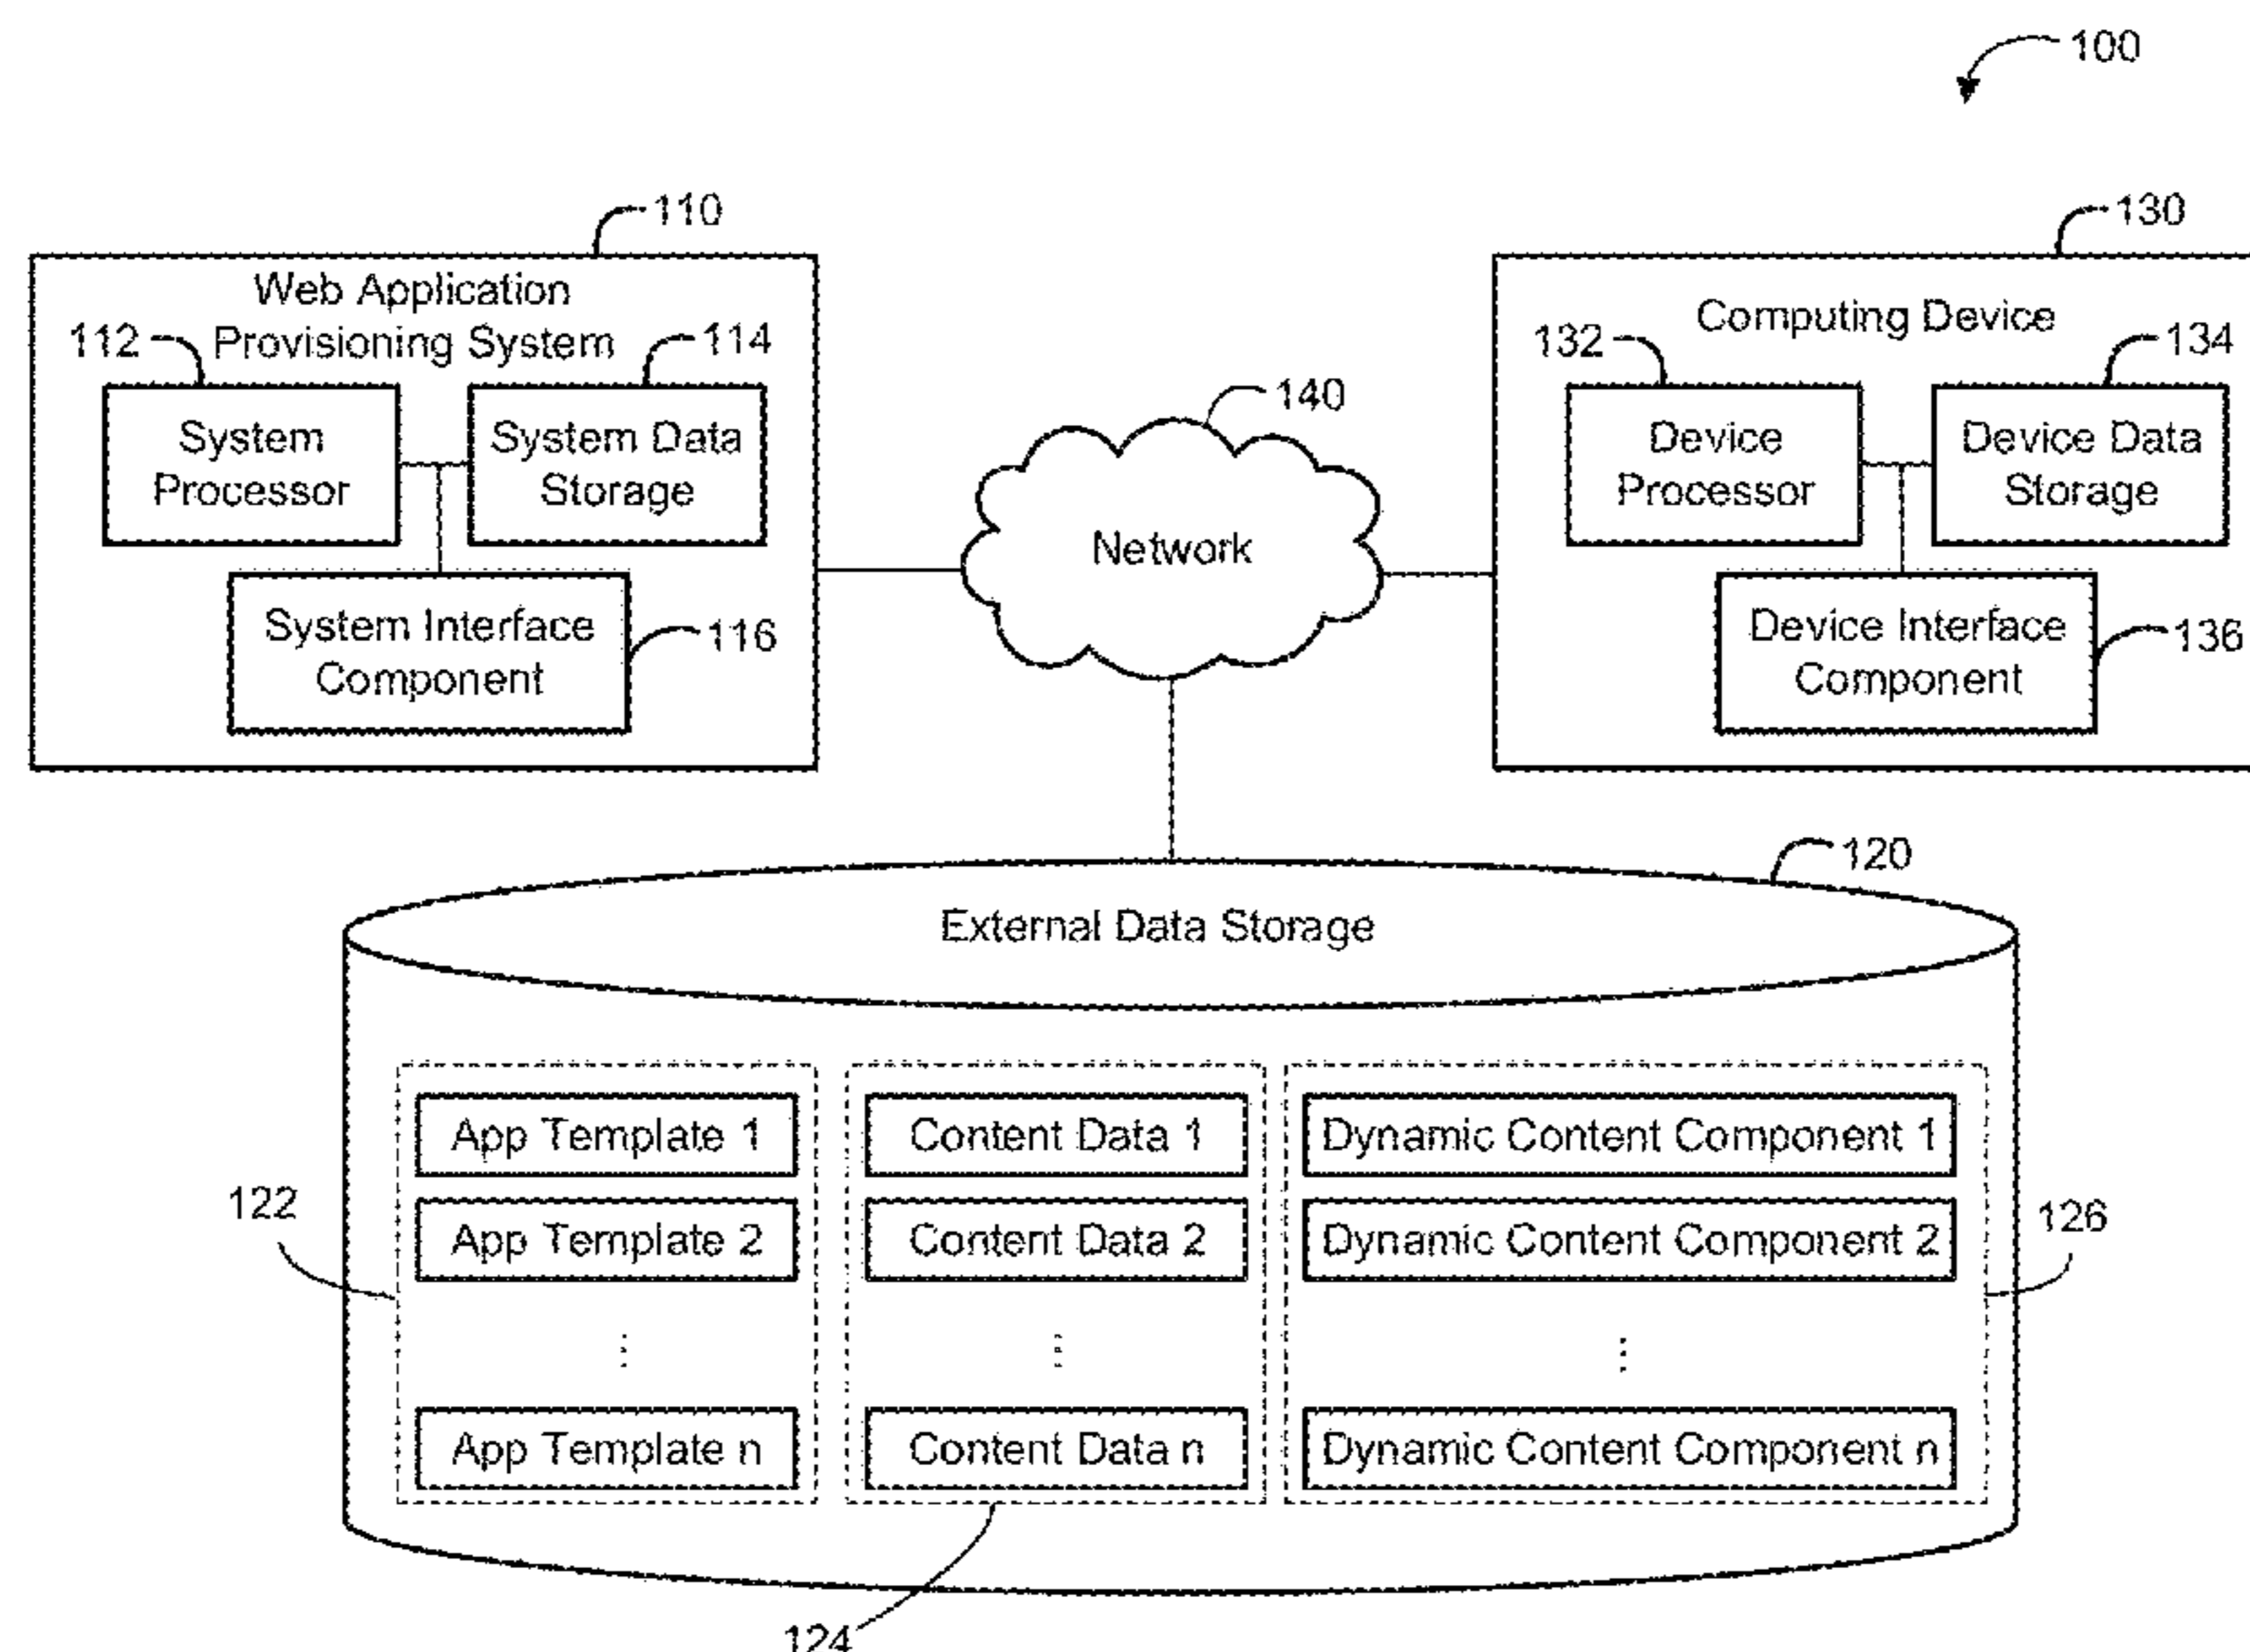 100
110
130
Web Application
Provisioning System
112
114
System
Processor
System Data
Storage
System Interface
Component
116
140
Network
Computing Device
132
134
Device
Processor
Device Data
Storage
Device Interface
Component
136
120
External Data Storage
App Template 1
Content Data 1
Dynamic Content Component 1
122
App Template 2
Content Data 2
Dynamic Content Component 2
126
App Template n
Content Data n
Dynamic Content Component n
124